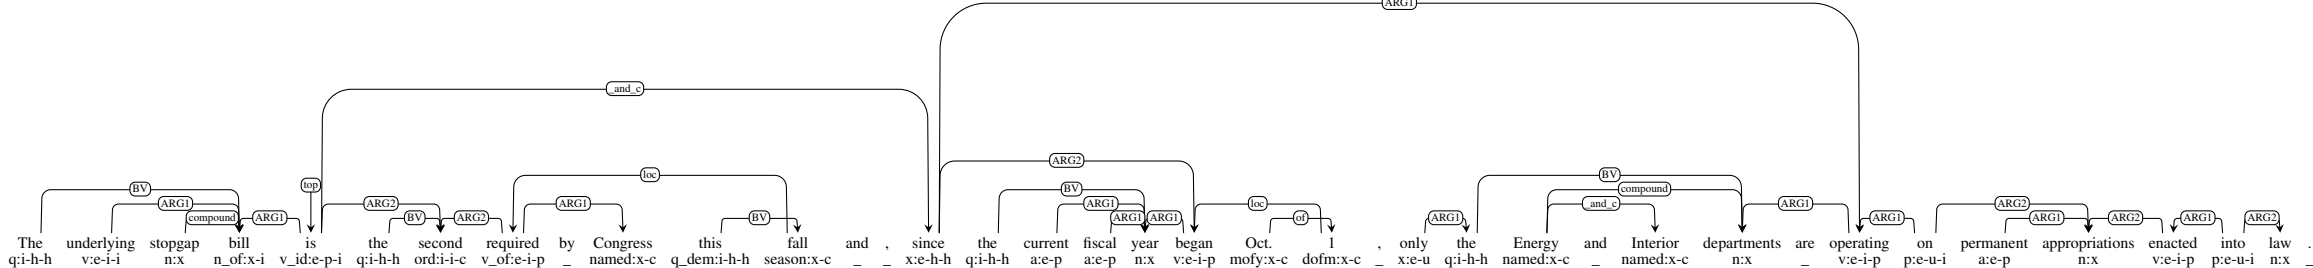 ARG1
_and_c
ARG2
BV loc BV BV
top compound
ARG1 ARG2 ARG1 ARG1 loc _and_c ARG1 ARG2
compound ARG1 BV ARG2 BV ARG1 ARG1 of ARG1 ARG1 ARG1 ARG2 ARG1 ARG2
The underlying stopgap bill is the second required by Congress this fall and , since the current fiscal year began Oct. 1 , only the Energy and Interior departments are operating on permanent appropriations enacted into law .
q:i-h-h v:e-i-i n:x n_of:x-i v_id:e-p-i q:i-h-h ord:i-i-c v_of:e-i-p _ named:x-c q_dem:i-h-h season:x-c _ _ x:e-h-h q:i-h-h a:e-p a:e-p n:x v:e-i-p mofy:x-c dofm:x-c _ x:e-u q:i-h-h named:x-c _ named:x-c n:x _ v:e-i-p p:e-u-i a:e-p n:x v:e-i-p p:e-u-i n:x _